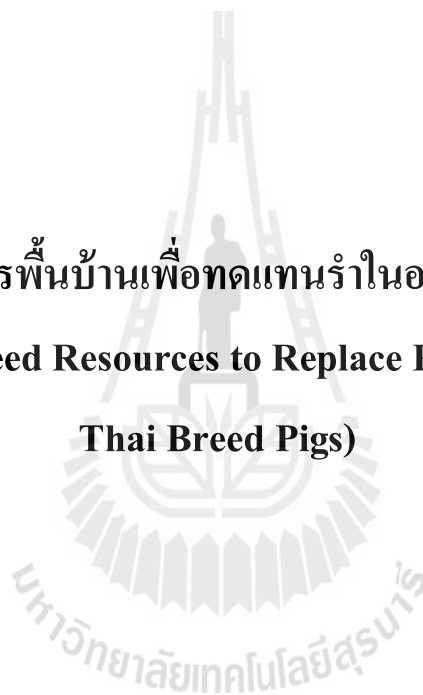 รพื้นบ้านเพื่อทดแทนรำในอ
eed Resources to Replace
Thai Breed Pigs)
มหาวิทยาลัยเทคโนโลยีสุรนารี